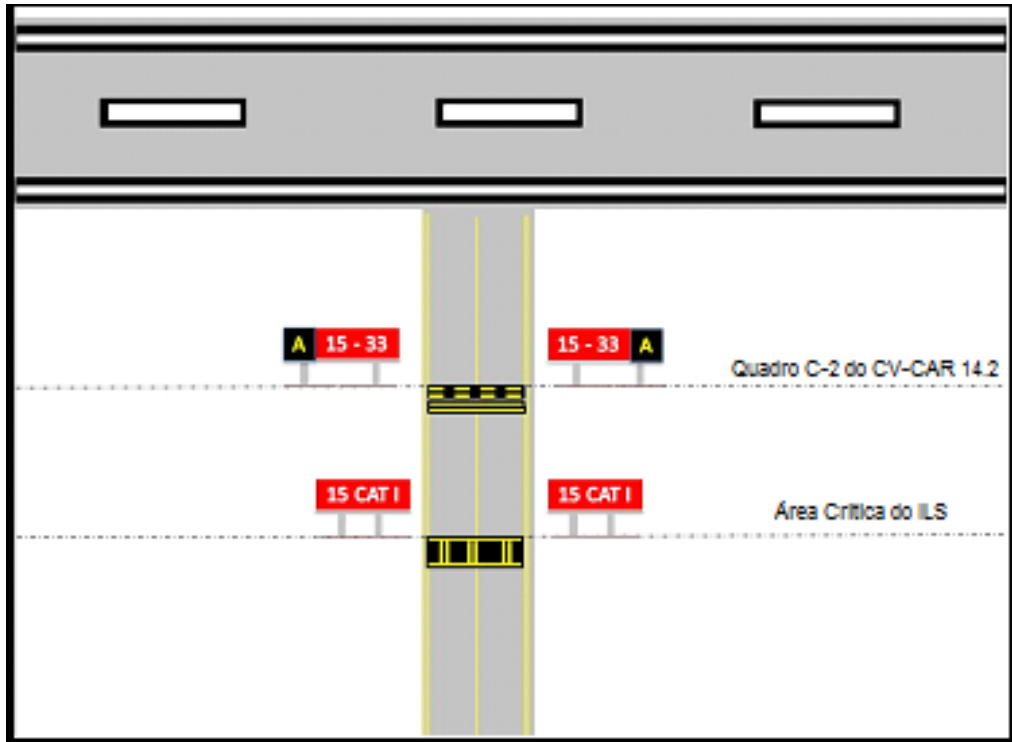 A 15 - 33
15 - 33 A
Quadro C-2 do CV-CAR 14.2
15 CAT I
15 CAT I
Área Crítica do ILS